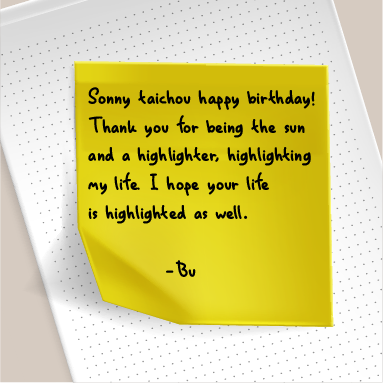 Sonny taichou happy birthday!
Thank you for being the sun
and a highlighter, highlighting
my life. I hope your life
is highlighted as well.
-Bu